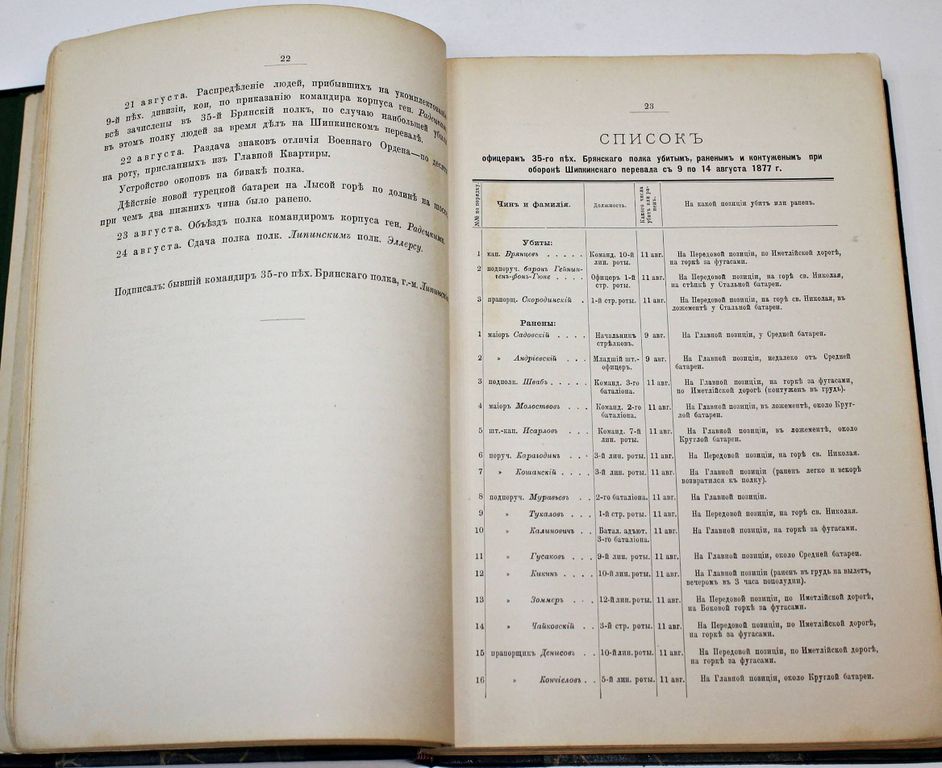 22
21 августа. Распредѣленіе людей, прибывшихъ на укомплектованіе
9-й пѣх. дивизіи, кои, по приказанію командира корпуса ген. Радецкаго,
всѣ зачислены въ 35-й Брянскій полкъ, по случаю наибольшей убыли
въ этомъ полку людей за время дѣлъ на Шипкинскомъ перевалѣ.
22 августа. Раздача знаковъ отличія Военнаго Ордена—по десяти
на роту, присланныхъ изъ Главной Квартиры.
Устройство окоповъ на бивакѣ полка.
Дѣйствіе новой турецкой батареи на Лысой горѣ по долинѣ на шоссе,
при чемъ два нижнихъ чина было ранено.
23 августа. Объѣздъ полка командиромъ корпуса ген. Радецкимъ.
24 августа. Сдача полка полк. Липинскимъ полк. Эллерсу.
Подписалъ: бывшій командиръ 35-го пѣх. Брянскаго полка, г.-м. Липинскій
23
СПИСОКЪ
офицерамъ 35-го пѣх. Брянскаго полка убитымъ, раненымъ и контуженымъ при
оборонѣ Шипкинскаго перевала съ 9 по 14 августа 1877 г.
№№ по порядку. Чинъ и фамилія. Должность. Какого числа убитъ или раненъ. На какой позиціи убитъ или раненъ.
Убиты:
1 кап. Брянцевъ . . . . . Команд. 10-й 11 авг. На Передовой позиціи, по Иметлійской дорогѣ,
лин. роты. на горкѣ за фугасами.
2 подпоруч. баронъ Гейнин-
генъ-фонъ-Гюне . . . . Офицеръ 1-й 11 авг. На Передовой позиціи, на горѣ св. Николая,
стр. роты. на стѣнкѣ у Стальной батареи.
3 прапорщ. Скородинскій . 1-й стр. роты. 11 авг. На Передовой позиціи, на горѣ св. Николая, въ
ложементѣ у Стальной батареи.
Ранены:
1 маіоръ Садовскій . . . . Начальникъ 9 авг. На Главной позиціи, у Средней батареи.
стрѣлковъ.
2 » Андріевскій . . . Младшій шт.- 9 авг. На Главной позиціи, недалеко отъ Средней
офицеръ. батареи.
3 подполк. Швабъ . . . . . Команд. 3-го 11 авг. На Главной позиціи, на горкѣ за фугасами,
баталіона. по Иметлійской дорогѣ (контуженъ въ грудь).
4 маіоръ Молостовъ . . . Команд. 2-го 11 авг. На Главной позиціи, въ ложементѣ, около Круг-
баталіона. лой батареи.
5 шт.-кап. Исарловъ . . . Команд. 7-й 11 авг. На Главной позиціи, въ ложементѣ, около
лин. роты. Круглой батареи.
6 поруч. Карагодинъ . . . 3-й лин. роты. 11 авг. На Передовой позиціи, на горѣ св. Николая.
7 » Кошанскій . . . . 3-й лин. роты. 11 авг. На Главной позиціи (раненъ легко и вскорѣ
возвратился къ полку).
8 подпоруч. Муравьевъ . . 2-го баталіона. 11 авг. На Главной позиціи.
9 » Тукаловъ . . . 1-й стр. роты. 11 авг. На Передовой позиціи, на горѣ св. Николая.
10 » Калиновичъ . . Батал. адъют. 11 авг. На Главной позиціи, на горкѣ за фугасами.
3-го баталіона.
11 » Гусаковъ . . . 9-й лин. роты. 11 авг. На Главной позиціи, около Средней батареи.
12 » Кикинъ . . . . 10-й лин. роты. 11 авг. На Главной позиціи (раненъ въ грудь на вылетъ,
вечеромъ въ 3 часа пополудни).
13 » Зоммеръ . . . 12-й лин. роты. 11 авг. На Передовой позиціи, по Иметлійской дорогѣ,
на Боковой горкѣ за фугасами.
14 » Чайковскій . . 3-й стр. роты. 11 авг. На Передовой позиціи, по Иметлійской дорогѣ,
на горкѣ за фугасами.
15 прапорщикъ Денисовъ . . 10-й лин. роты. 11 авг. На Передовой позиціи, по Иметлійской дорогѣ,
на горкѣ за фугасами.
16 » Кончіеловъ . . 5-й лин. роты. 11 авг. На Главной позиціи, около Круглой батареи.